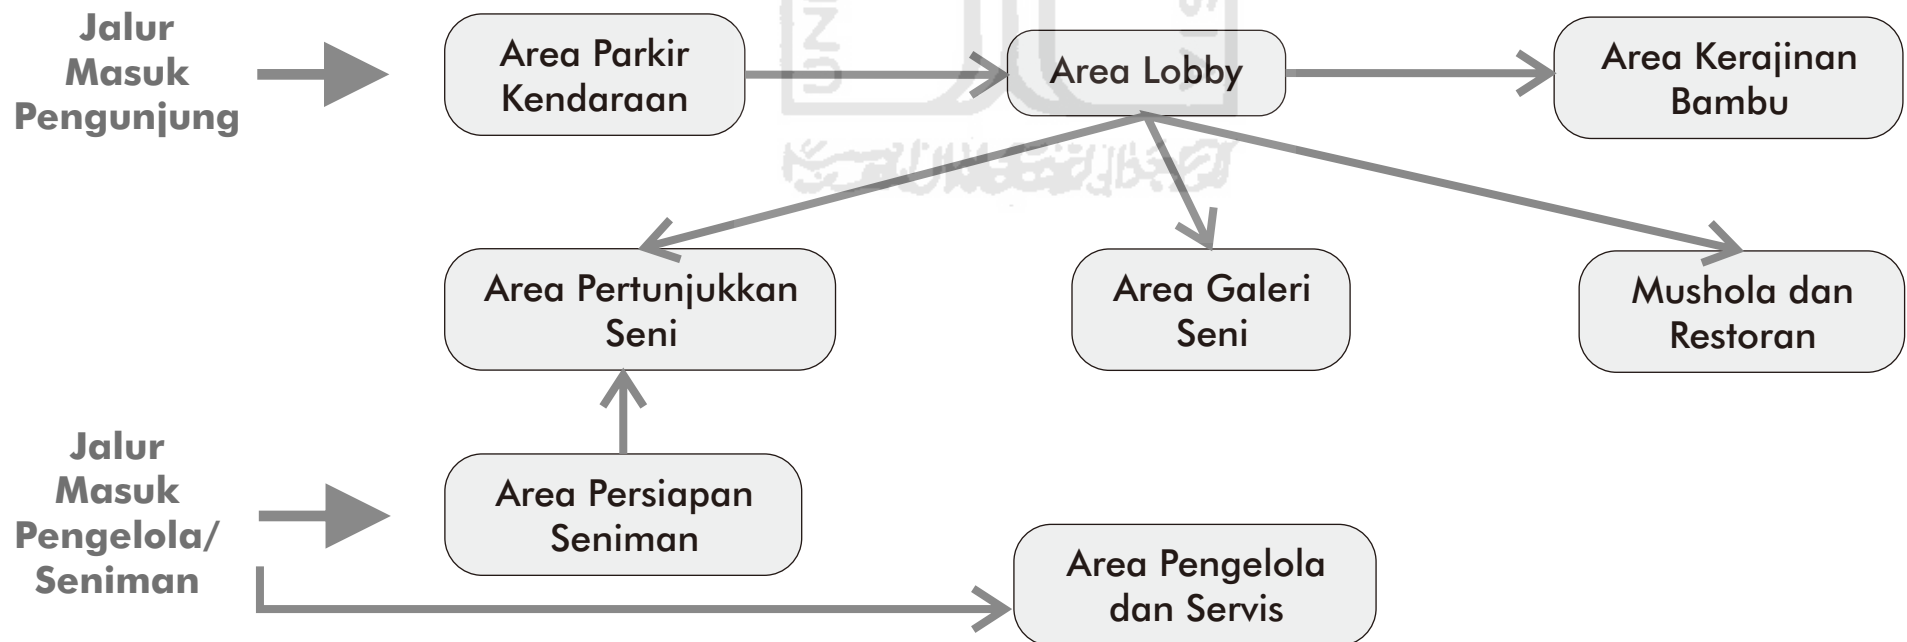 Jalur
Masuk
Pengunjung
Area Parkir
Kendaraan
Area Lobby
Area Kerajinan
Bambu
Area Pertunjukkan
Seni
Area Galeri
Seni
Mushola dan
Restoran
Jalur
Masuk
Pengelola/
Seniman
Area Persiapan
Seniman
Area Pengelola
dan Servis